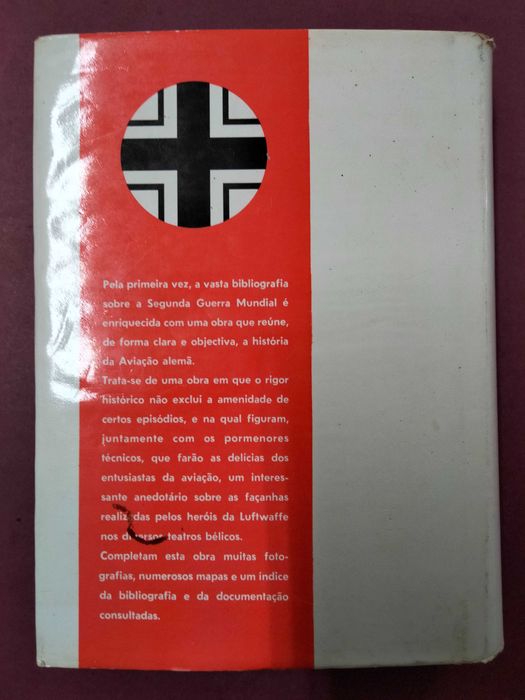 Pela primeira vez, a vasta bibliografia
sobre a Segunda Guerra Mundial é
enriquecida com uma obra que reúne,
de forma clara e objectiva, a história
da Aviação alemã.
Trata-se de uma obra em que o rigor
histórico não exclui a amenidade de
certos episódios, e na qual figuram,
juntamente com os pormenores
técnicos, que farão as delícias dos
entusiastas da aviação, um interes-
sante anedotário sobre as façanhas
realizadas pelos heróis da Luftwaffe
nos diversos teatros bélicos.
Completam esta obra muitas foto-
grafias, numerosos mapas e um índice
da bibliografia e da documentação
consultadas.